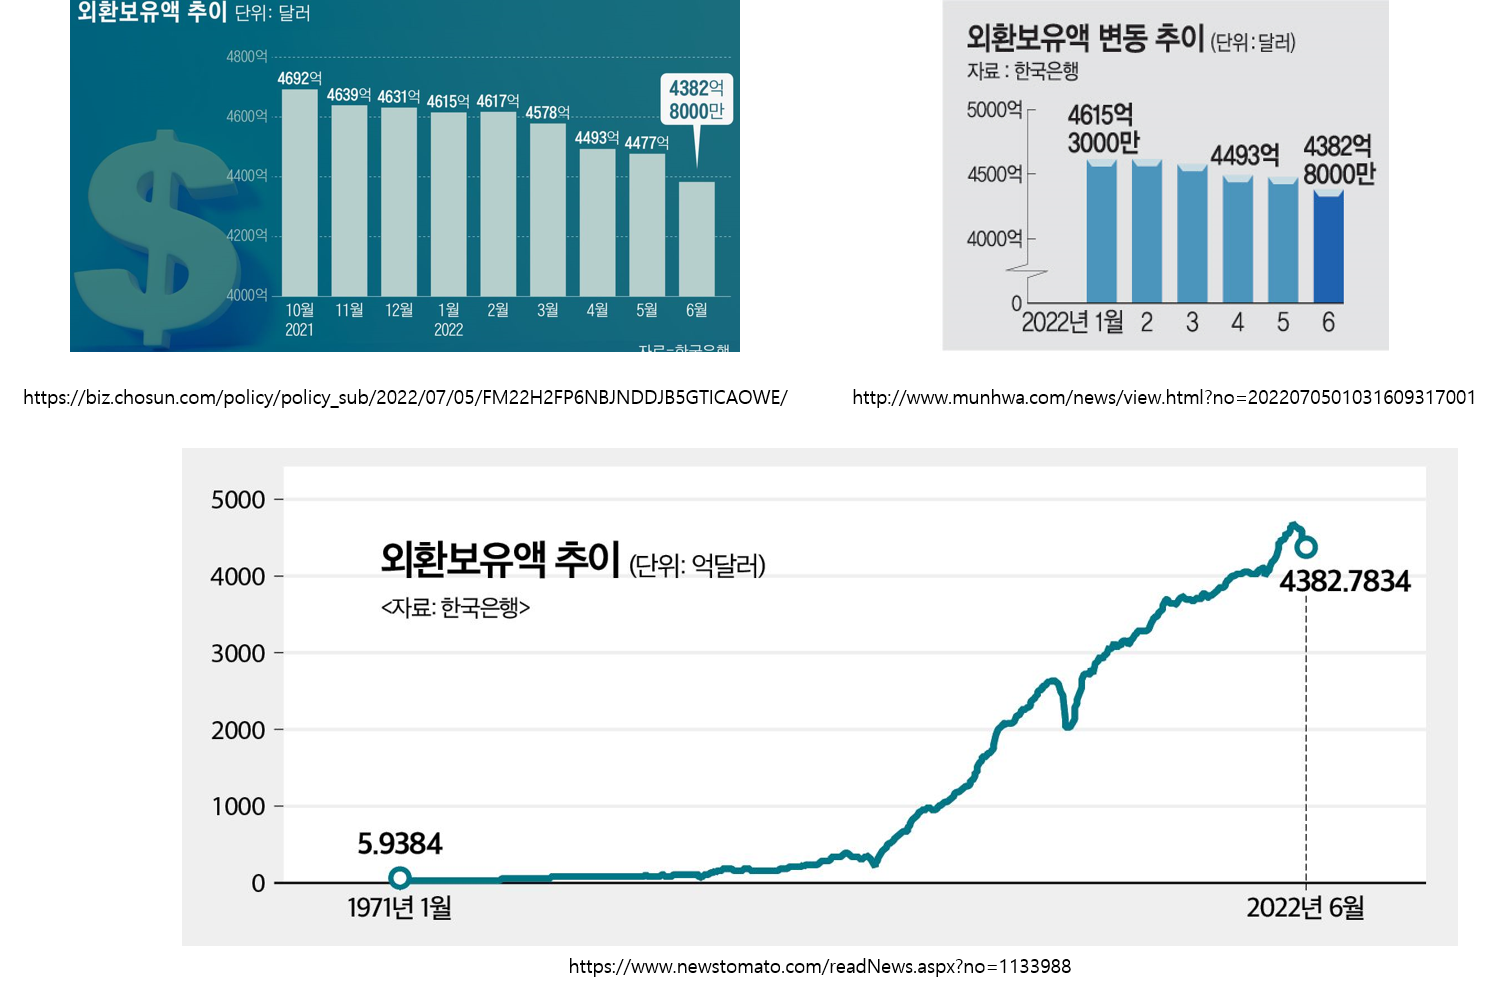 외환보유액 추이 단위: 달러
4800억
4692억
4639억
4631억
4615억
4617억
4578억
4493억
4477억
4382억
8000만
4600억
4400억
4200억
4000억
10월
11월
12월
1월
2월
3월
4월
5월
6월
2021
2022
자료=한국은행
https://biz.chosun.com/policy/policy_sub/2022/07/05/FM22H2FP6NBJNDDJB5GTICAOWE/
외환보유액 변동 추이 (단위:달러)
자료 : 한국은행
5000억
4615억
3000만
4493억
4382억
8000만
4500억
4000억
0
2022년 1월 2 3 4 5 6
http://www.munhwa.com/news/view.html?no=2022070501031609317001
5000
외환보유액 추이 (단위: 억달러)
4000
4382.7834
<자료: 한국은행>
3000
2000
1000
5.9384
0
1971년 1월
2022년 6월
https://www.newstomato.com/readNews.aspx?no=1133988